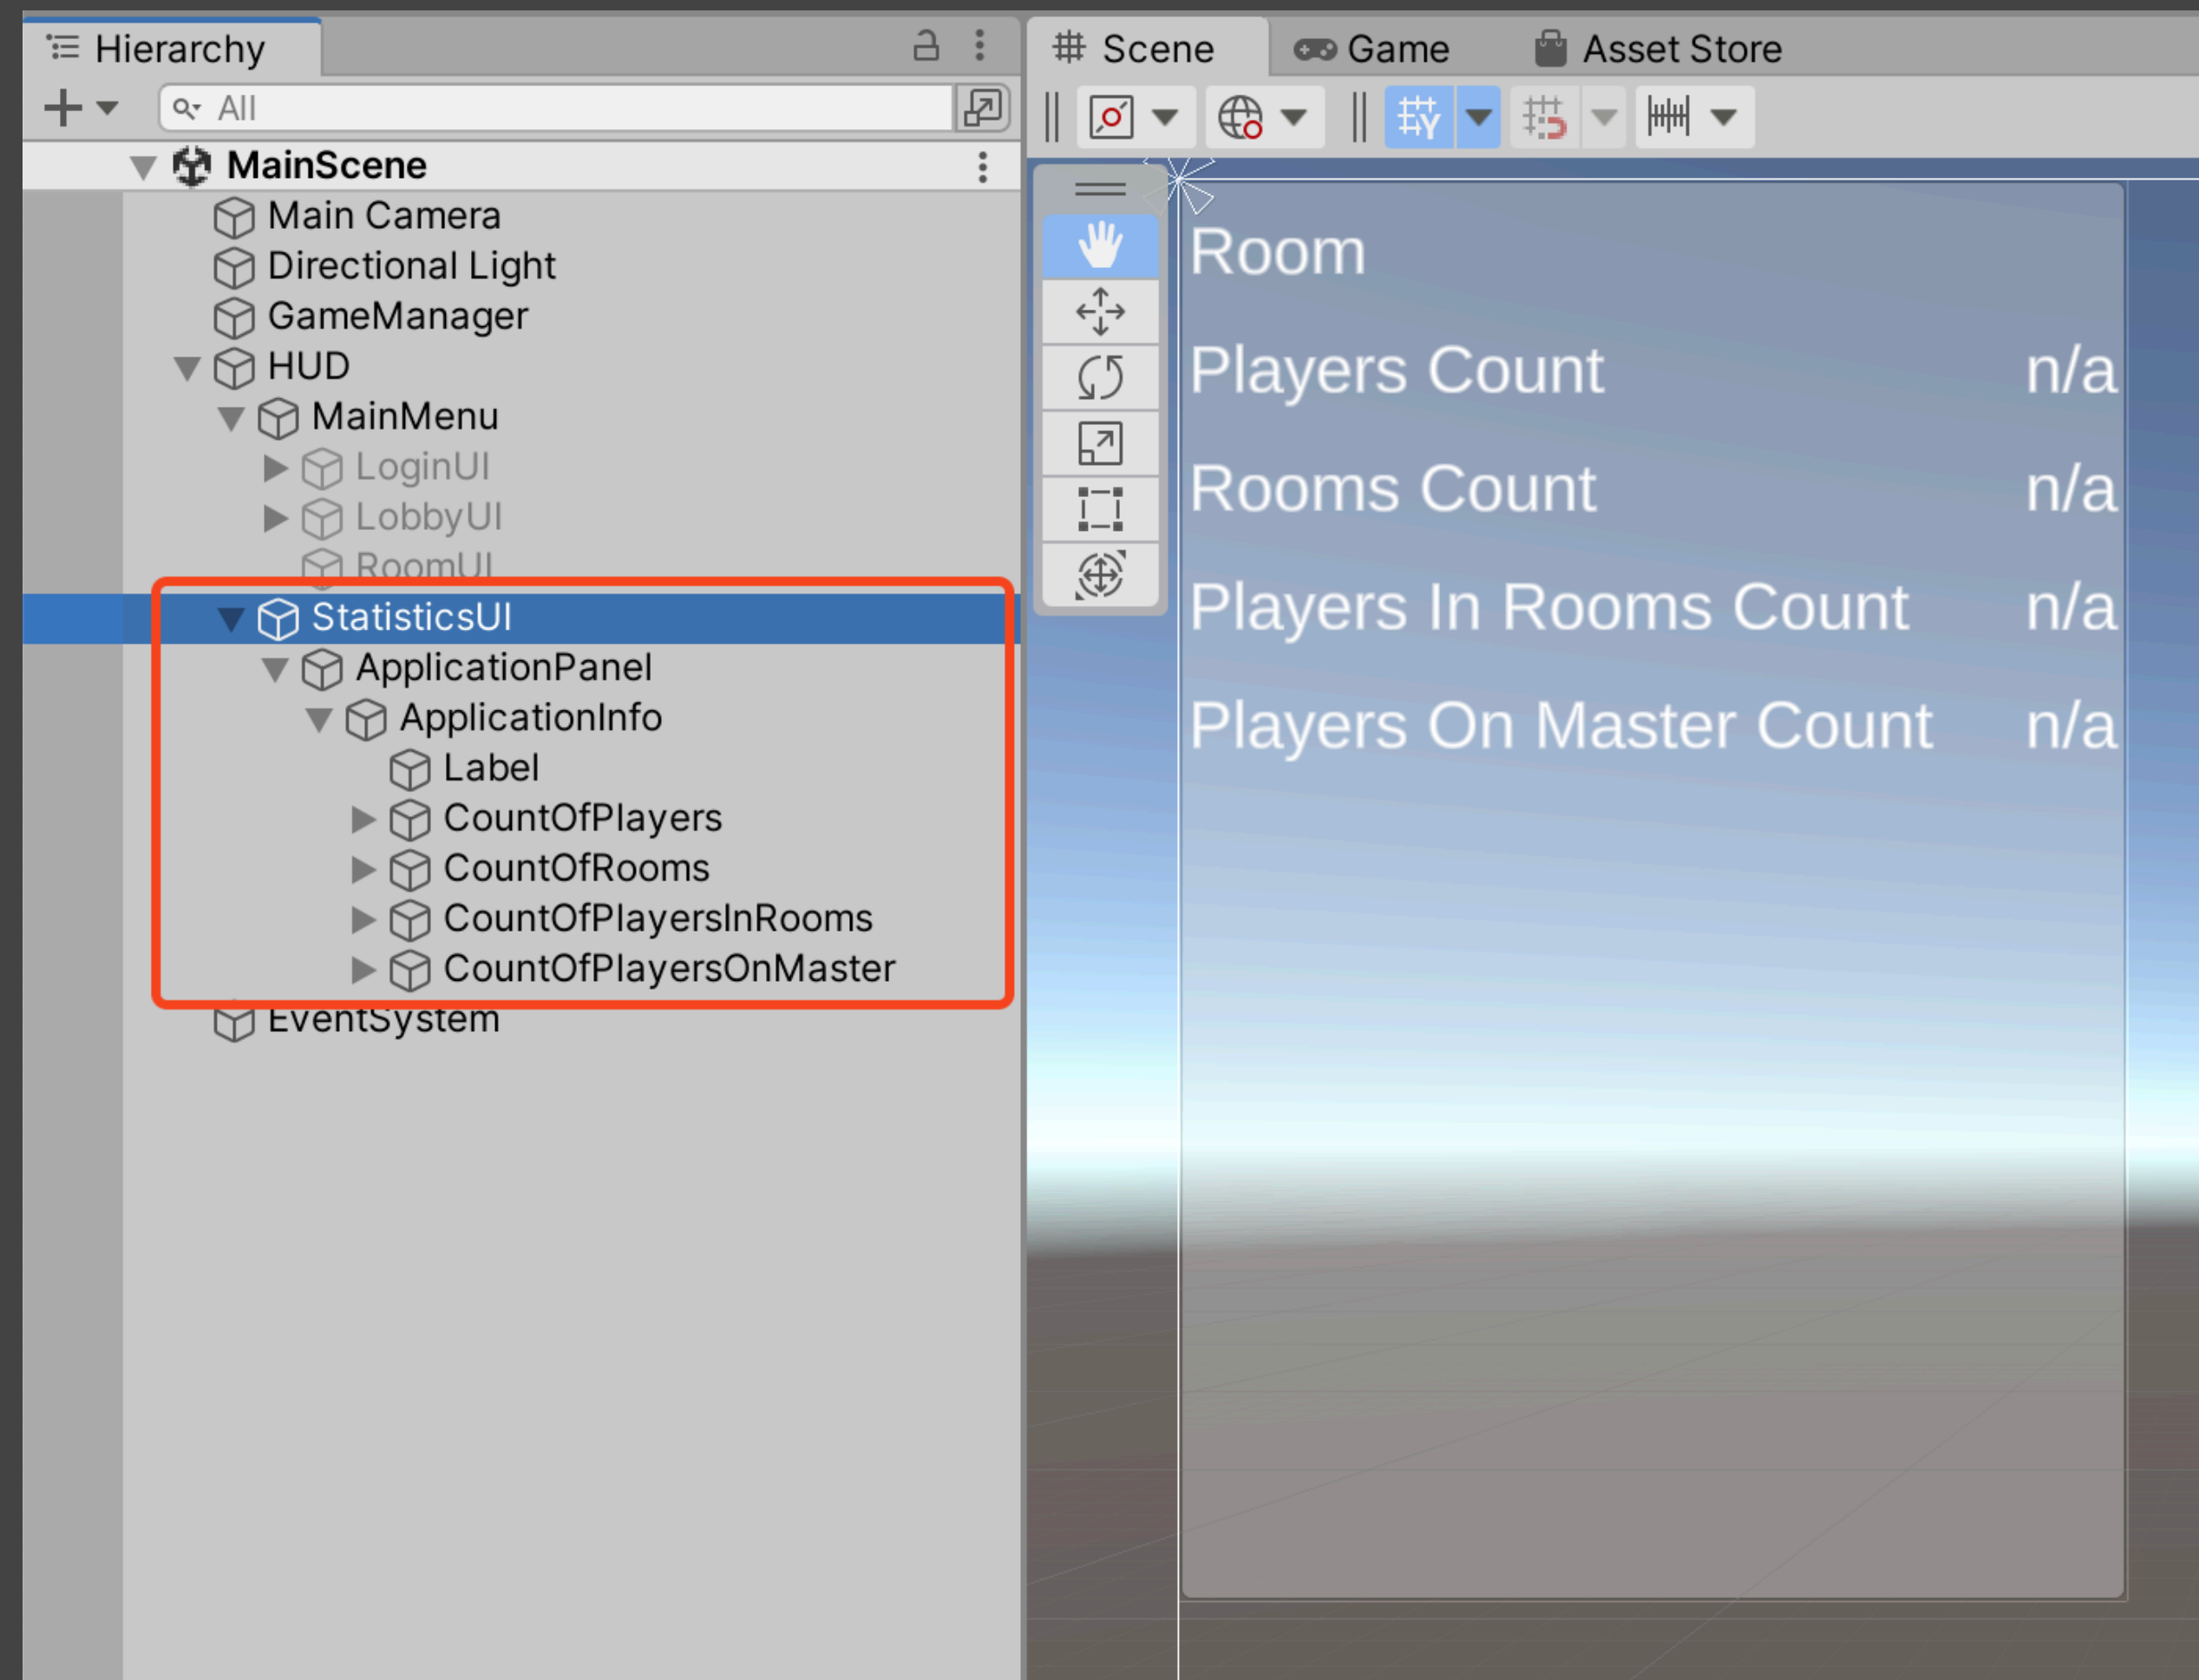 Hierarchy
All
MainScene
Main Camera
Directional Light
GameManager
HUD
MainMenu
LoginUI
LobbyUI
RoomUI
StatisticsUI
ApplicationPanel
ApplicationInfo
Label
CountOfPlayers
CountOfRooms
CountOfPlayersInRooms
CountOfPlayersOnMaster
EventSystem
Scene Game Asset Store
Room
Players Count n/a
Rooms Count n/a
Players In Rooms Count n/a
Players On Master Count n/a